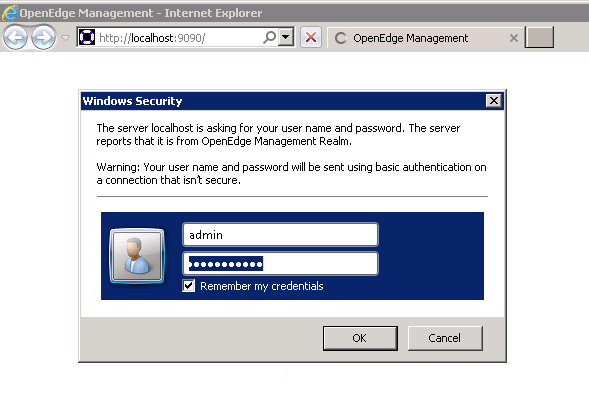 OpenEdge Management - Internet Explorer
http://localhost:9090/
OpenEdge Management
Windows Security
The server localhost is asking for your user name and password. The server
reports that it is from OpenEdge Management Realm.
Warning: Your user name and password will be sent using basic authentication on
a connection that isn't secure.
admin
•••••••••••
Remember my credentials
OK
Cancel